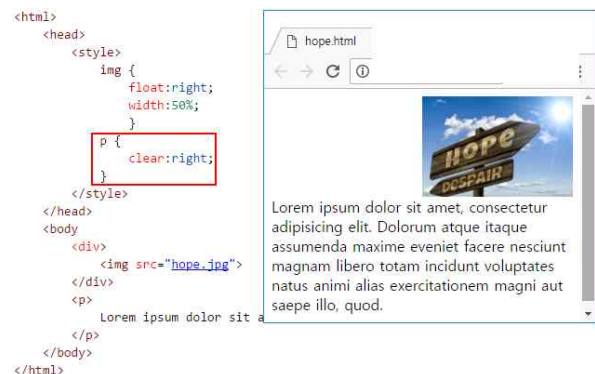 <html>
<head>
<style>
img {
float:right;
width:50%;
}
p {
clear:right;
}
</style>
</head>
<body
<div>
<img src="hope.jpg">
</div>
<p>
Lorem ipsum dolor sit a
</p>
</body>
</html>
hope.html
HOPE
DESPAIR
Lorem ipsum dolor sit amet, consectetur
adipisicing elit. Dolorum atque itaque
assumenda maxime eveniet facere nesciunt
magnam libero totam incidunt voluptates
natus animi alias exercitationem magni aut
saepe illo, quod.